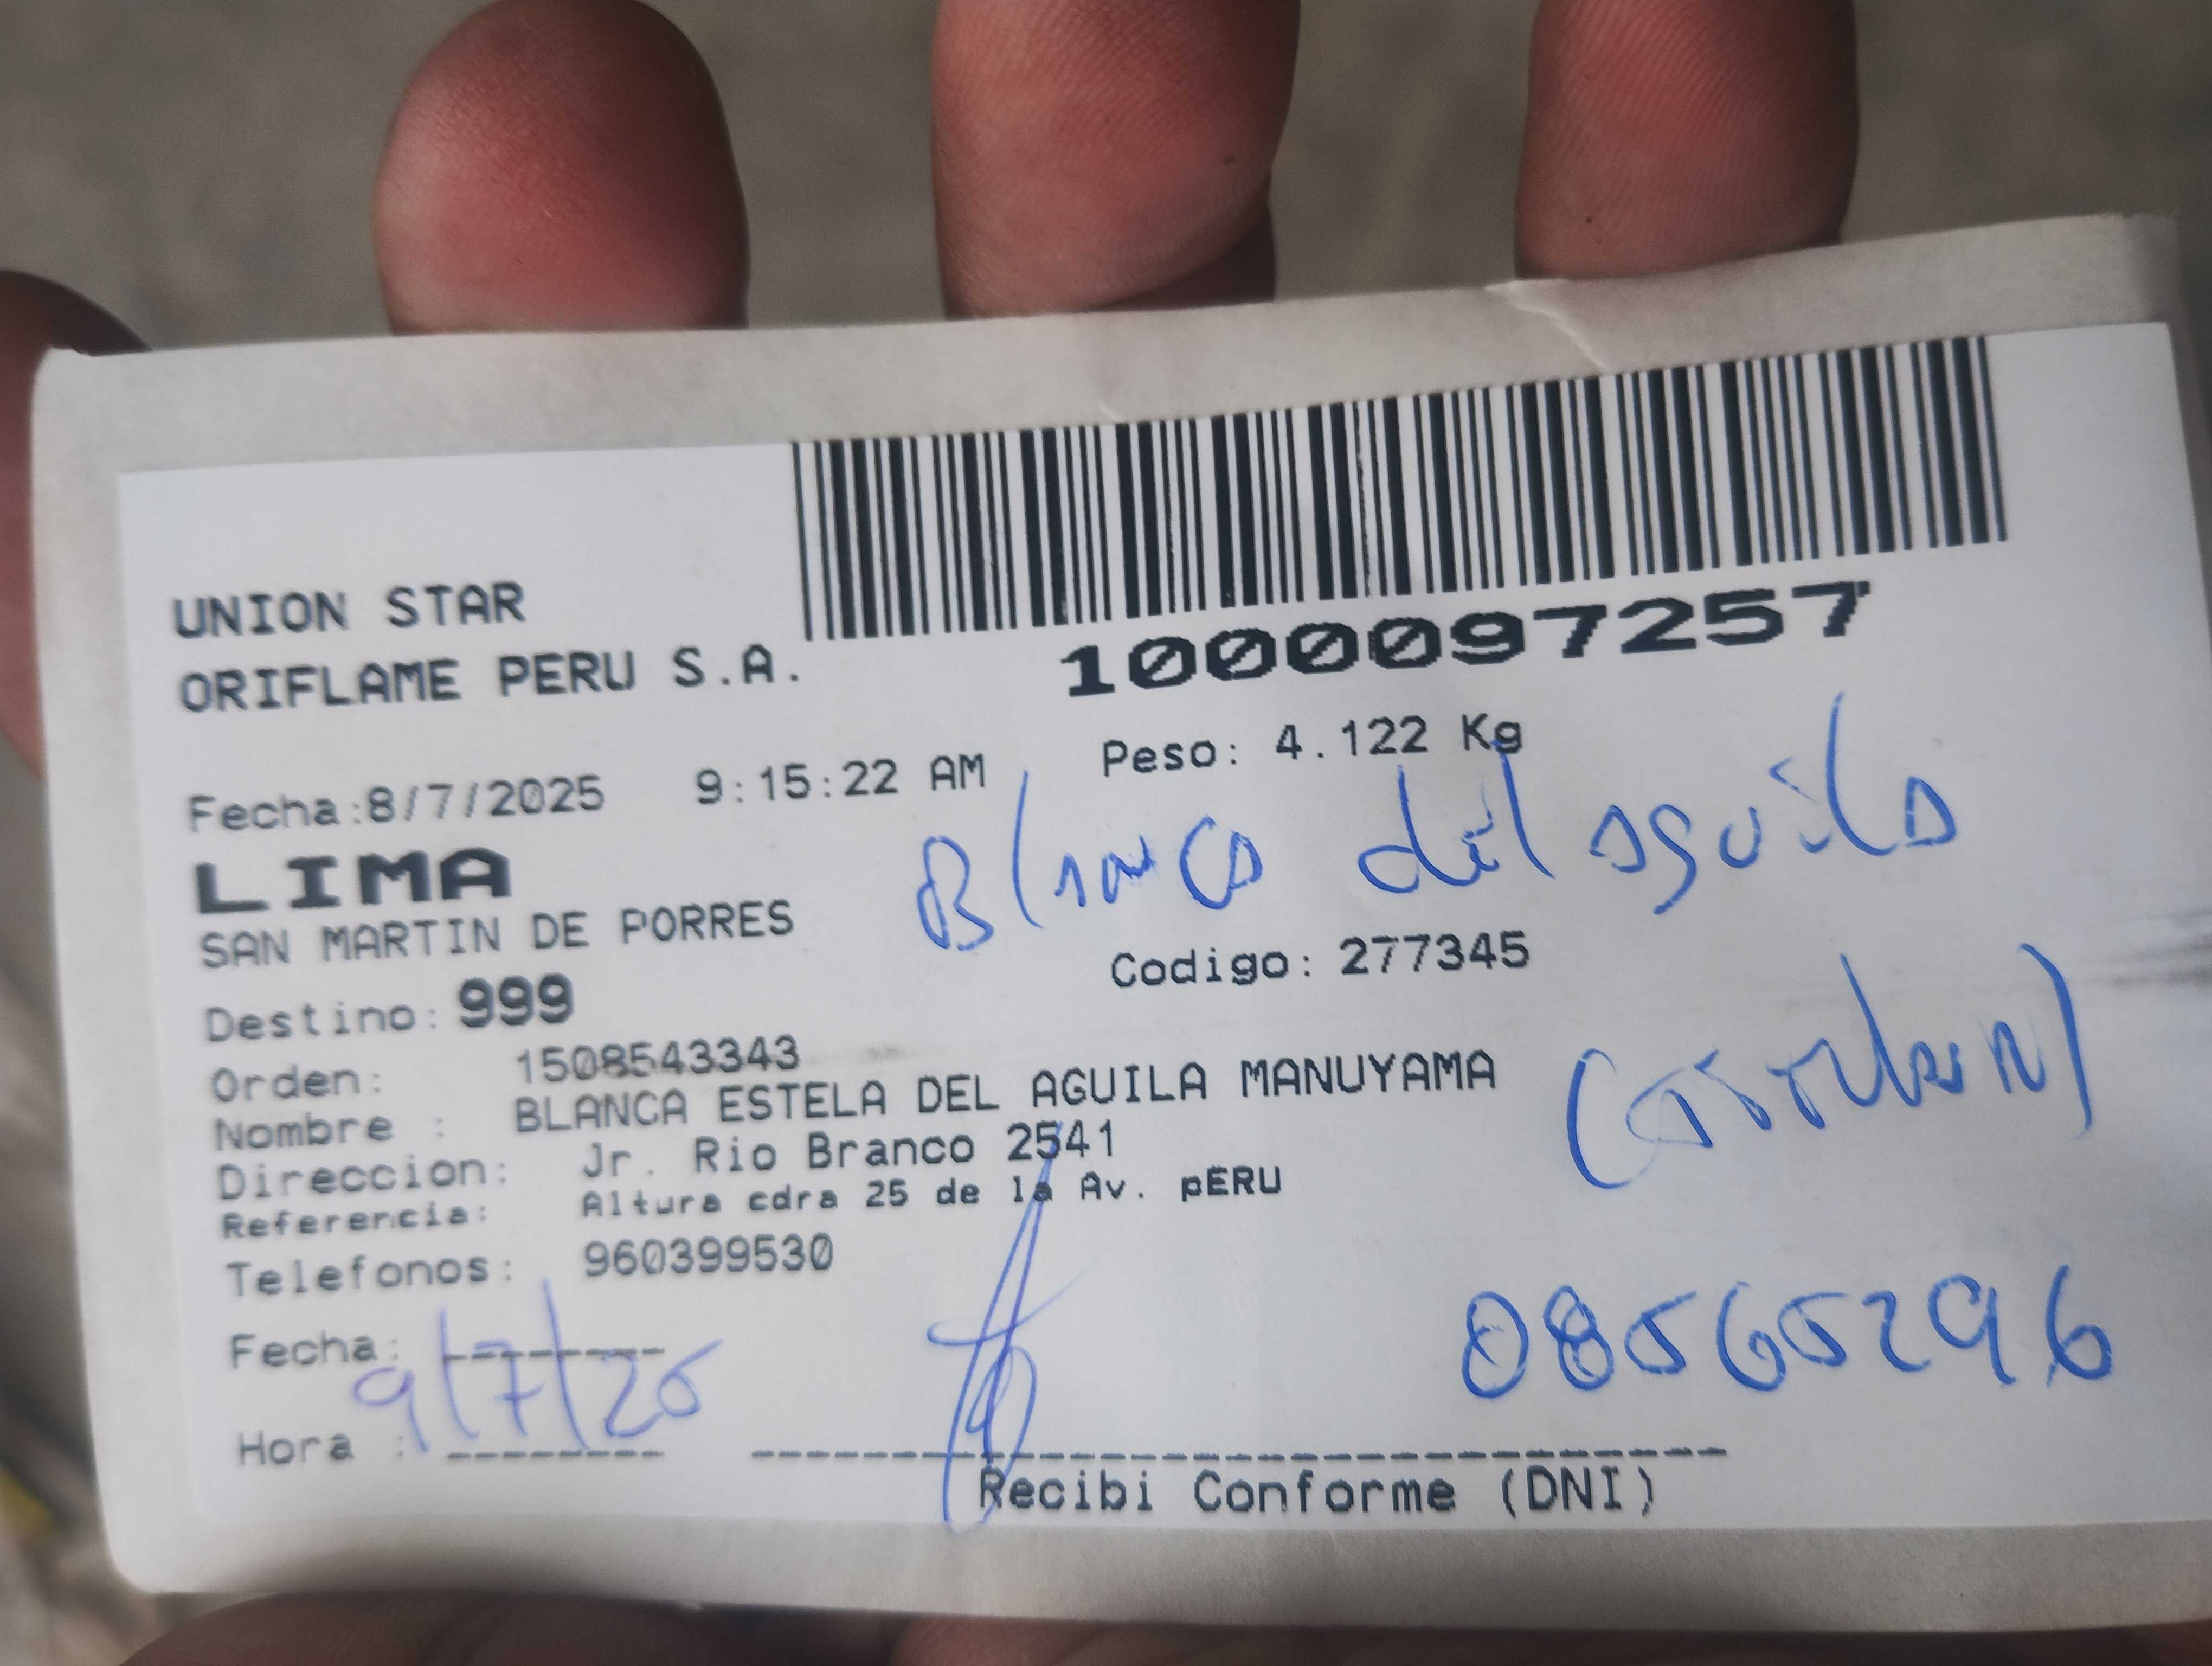 UNION STAR
ORIFLAME PERU S.A.
1000097257
Fecha:8/7/2025 9:15:22 AM Peso: 4.122 Kg
LIMA
Blanca del aguila
SAN MARTIN DE PORRES
Codigo: 277345
Destino: 999
Orden: 1508543343
Nombre : BLANCA ESTELA DEL AGUILA MANUYAMA
(titular)
Direccion: Jr. Rio Branco 2541
Referencia: Altura cdra 25 de la Av. pERU
Telefonos: 960399530
08565296
Fecha: 9/7/25
Hora :
Recibi Conforme (DNI)